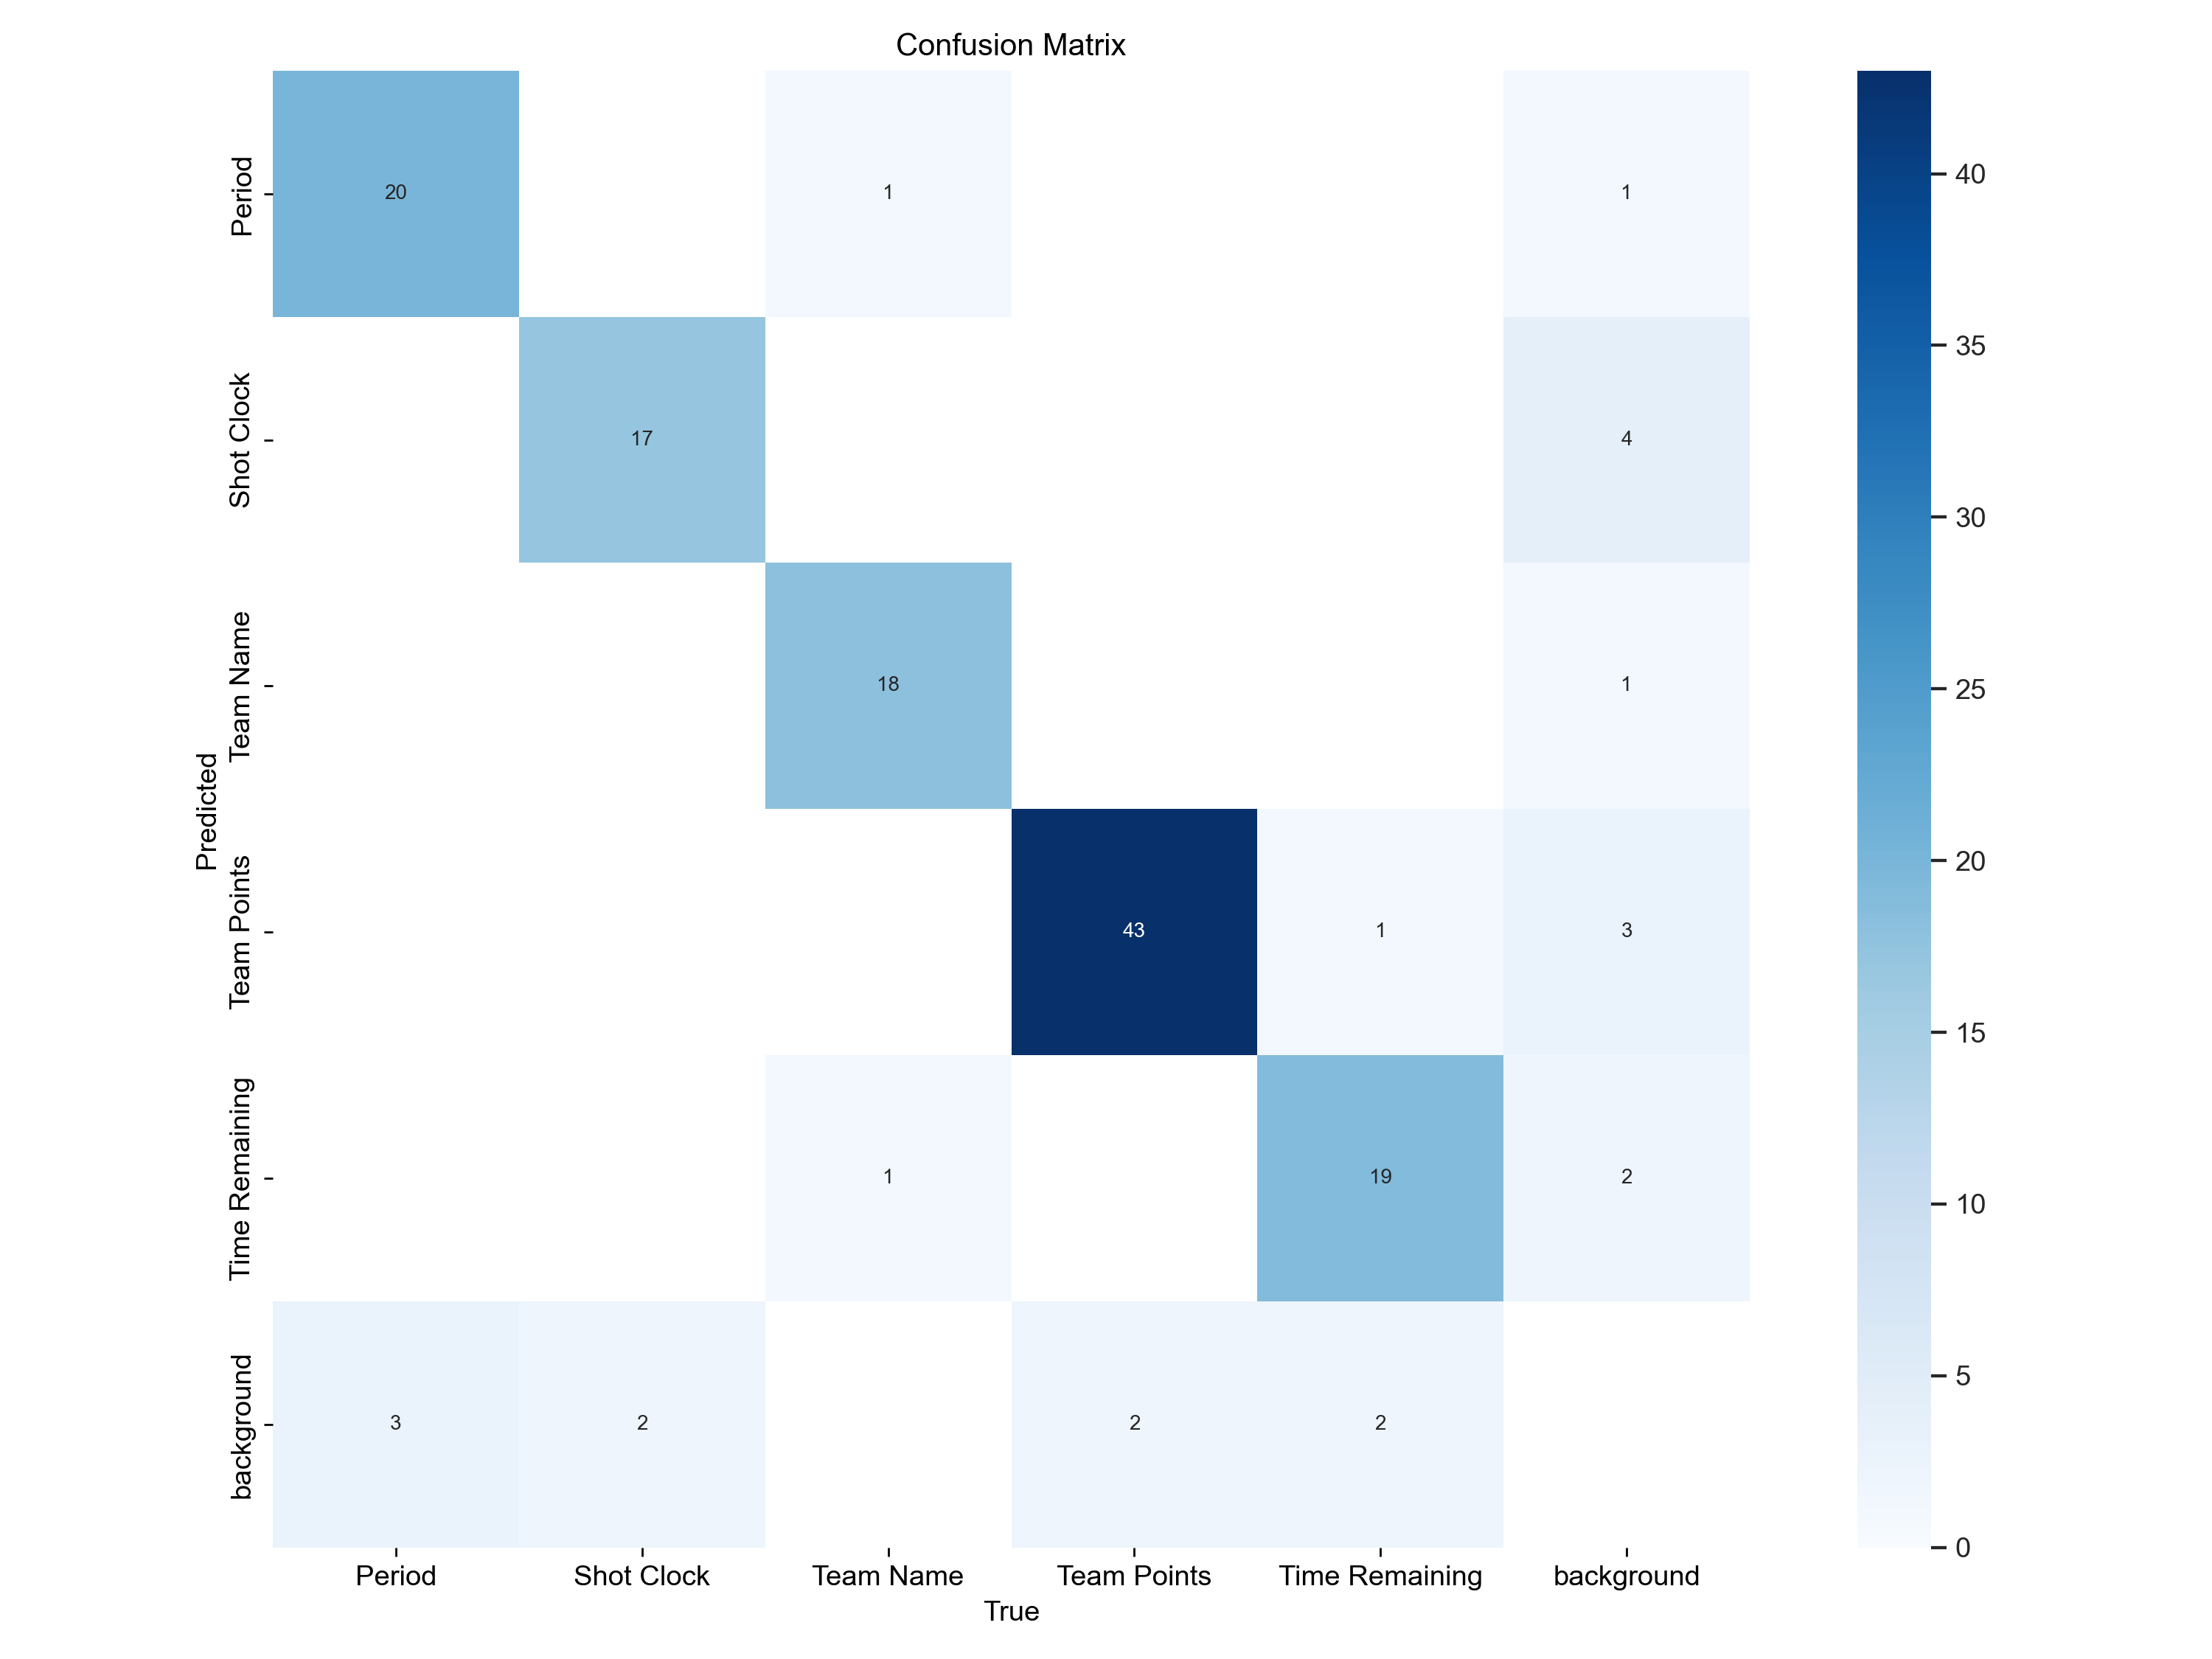 Confusion Matrix
Predicted
Period
20
1
1
Shot Clock
17
4
Team Name
18
1
Team Points
43
1
3
Time Remaining
1
19
2
background
3
2
2
2
Period
Shot Clock
Team Name
Team Points
Time Remaining
background
True
40
35
30
25
20
15
10
5
0